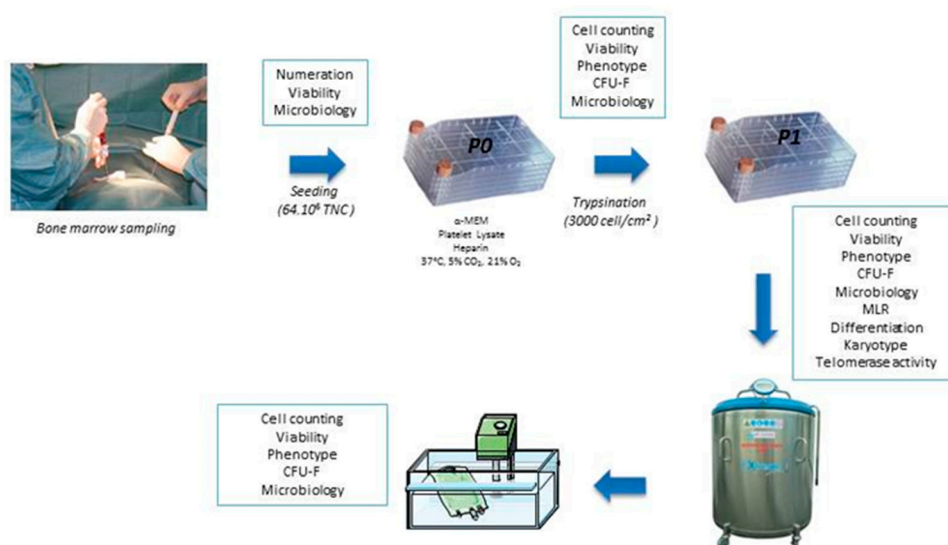 Bone marrow sampling
Numeration
Viability
Microbiology
Seeding
(64.10⁶ TNC)
P0
α-MEM
Platelet Lysate
Heparin
37°C, 5% CO₂, 21% O₂
Cell counting
Viability
Phenotype
CFU-F
Microbiology
Trypsination
(3000 cell/cm²)
P1
Cell counting
Viability
Phenotype
CFU-F
Microbiology
MLR
Differentiation
Karyotype
Telomerase activity
Cell counting
Viability
Phenotype
CFU-F
Microbiology